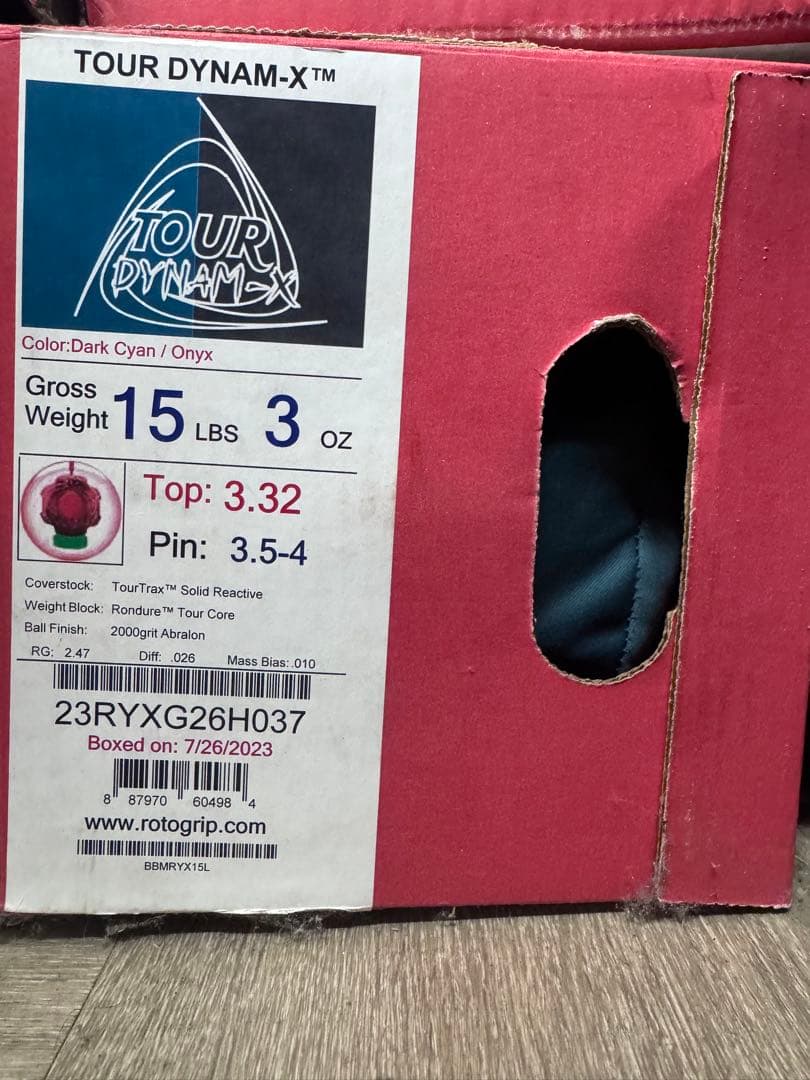 TOUR DYNAM-X™
TOUR
DYNAM-X
Color:Dark Cyan / Onyx
Gross
Weight 15 LBS 3 OZ
Top: 3.32
Pin: 3.5-4
Coverstock: TourTrax™ Solid Reactive
Weight Block: Rondure™ Tour Core
Ball Finish: 2000grit Abralon
RG: 2.47 Diff: .026 Mass Bias: .010
23RYXG26H037
Boxed on: 7/26/2023
8 87970 60498 4
www.rotogrip.com
BBMRYX15L